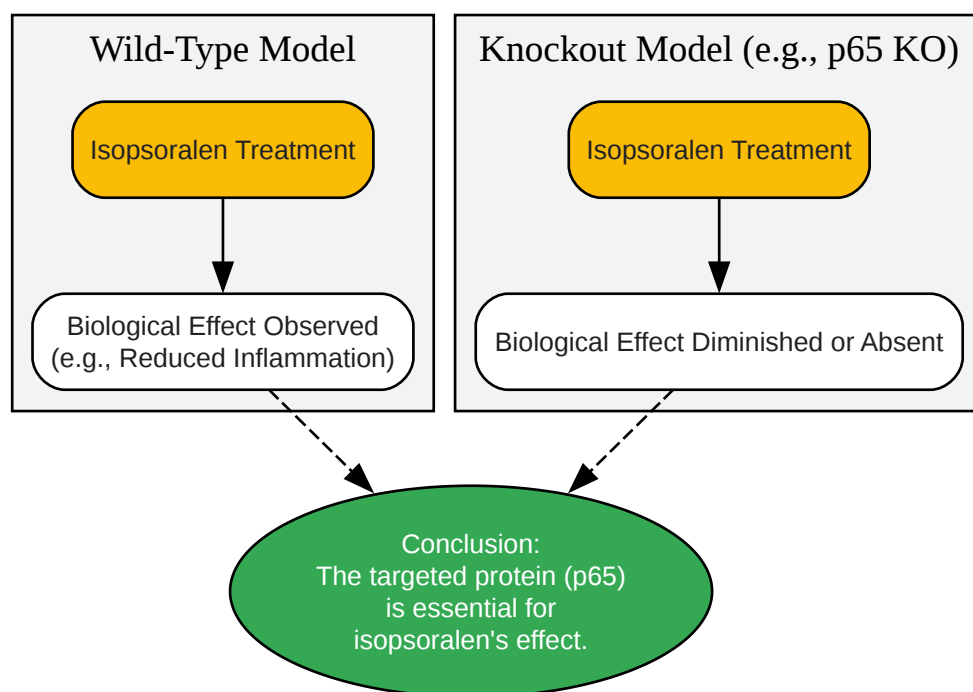 Wild-Type Model
Isopsoralen Treatment
Biological Effect Observed
(e.g., Reduced Inflammation)
Knockout Model (e.g., p65 KO)
Isopsoralen Treatment
Biological Effect Diminished or Absent
Conclusion:
The targeted protein (p65)
is essential for
isopsoralen's effect.